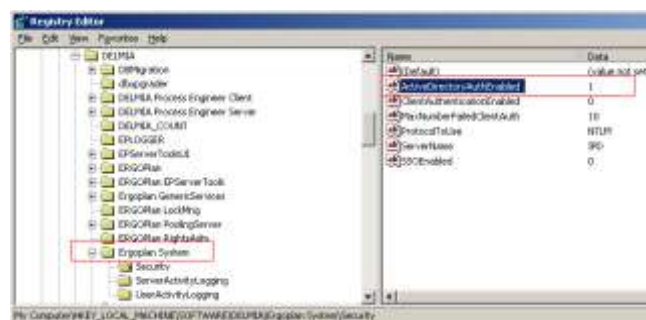 Registry Editor
File Edit View Favorites Help
DELMIA
DBMigration
dbupgrader
DELMIA Process Engineer Client
DELMIA Process Engineer Server
DELMIA_COUNT
EPLOGGER
EPServerToolsUI
ERGOPlan
ERGOPlan EPServer Tools
Ergoplan GenericServices
ERGOPlan LockMng
ERGOPlan PoolingServer
ERGOPlan RightsAdm
Ergoplan System
Security
ServerActivityLogging
UserActivityLogging
Name Data
(Default) (value not set
ActiveDirectoryAuthEnabled 1
ClientAuthenticationEnabled 0
MaxNumberFailedClientAuth 10
ProtocolToUse NTLM
ServerName
SSOEnabled 0
My Computer\HKEY_LOCAL_MACHINE\SOFTWARE\DELMIA\Ergoplan System\Security